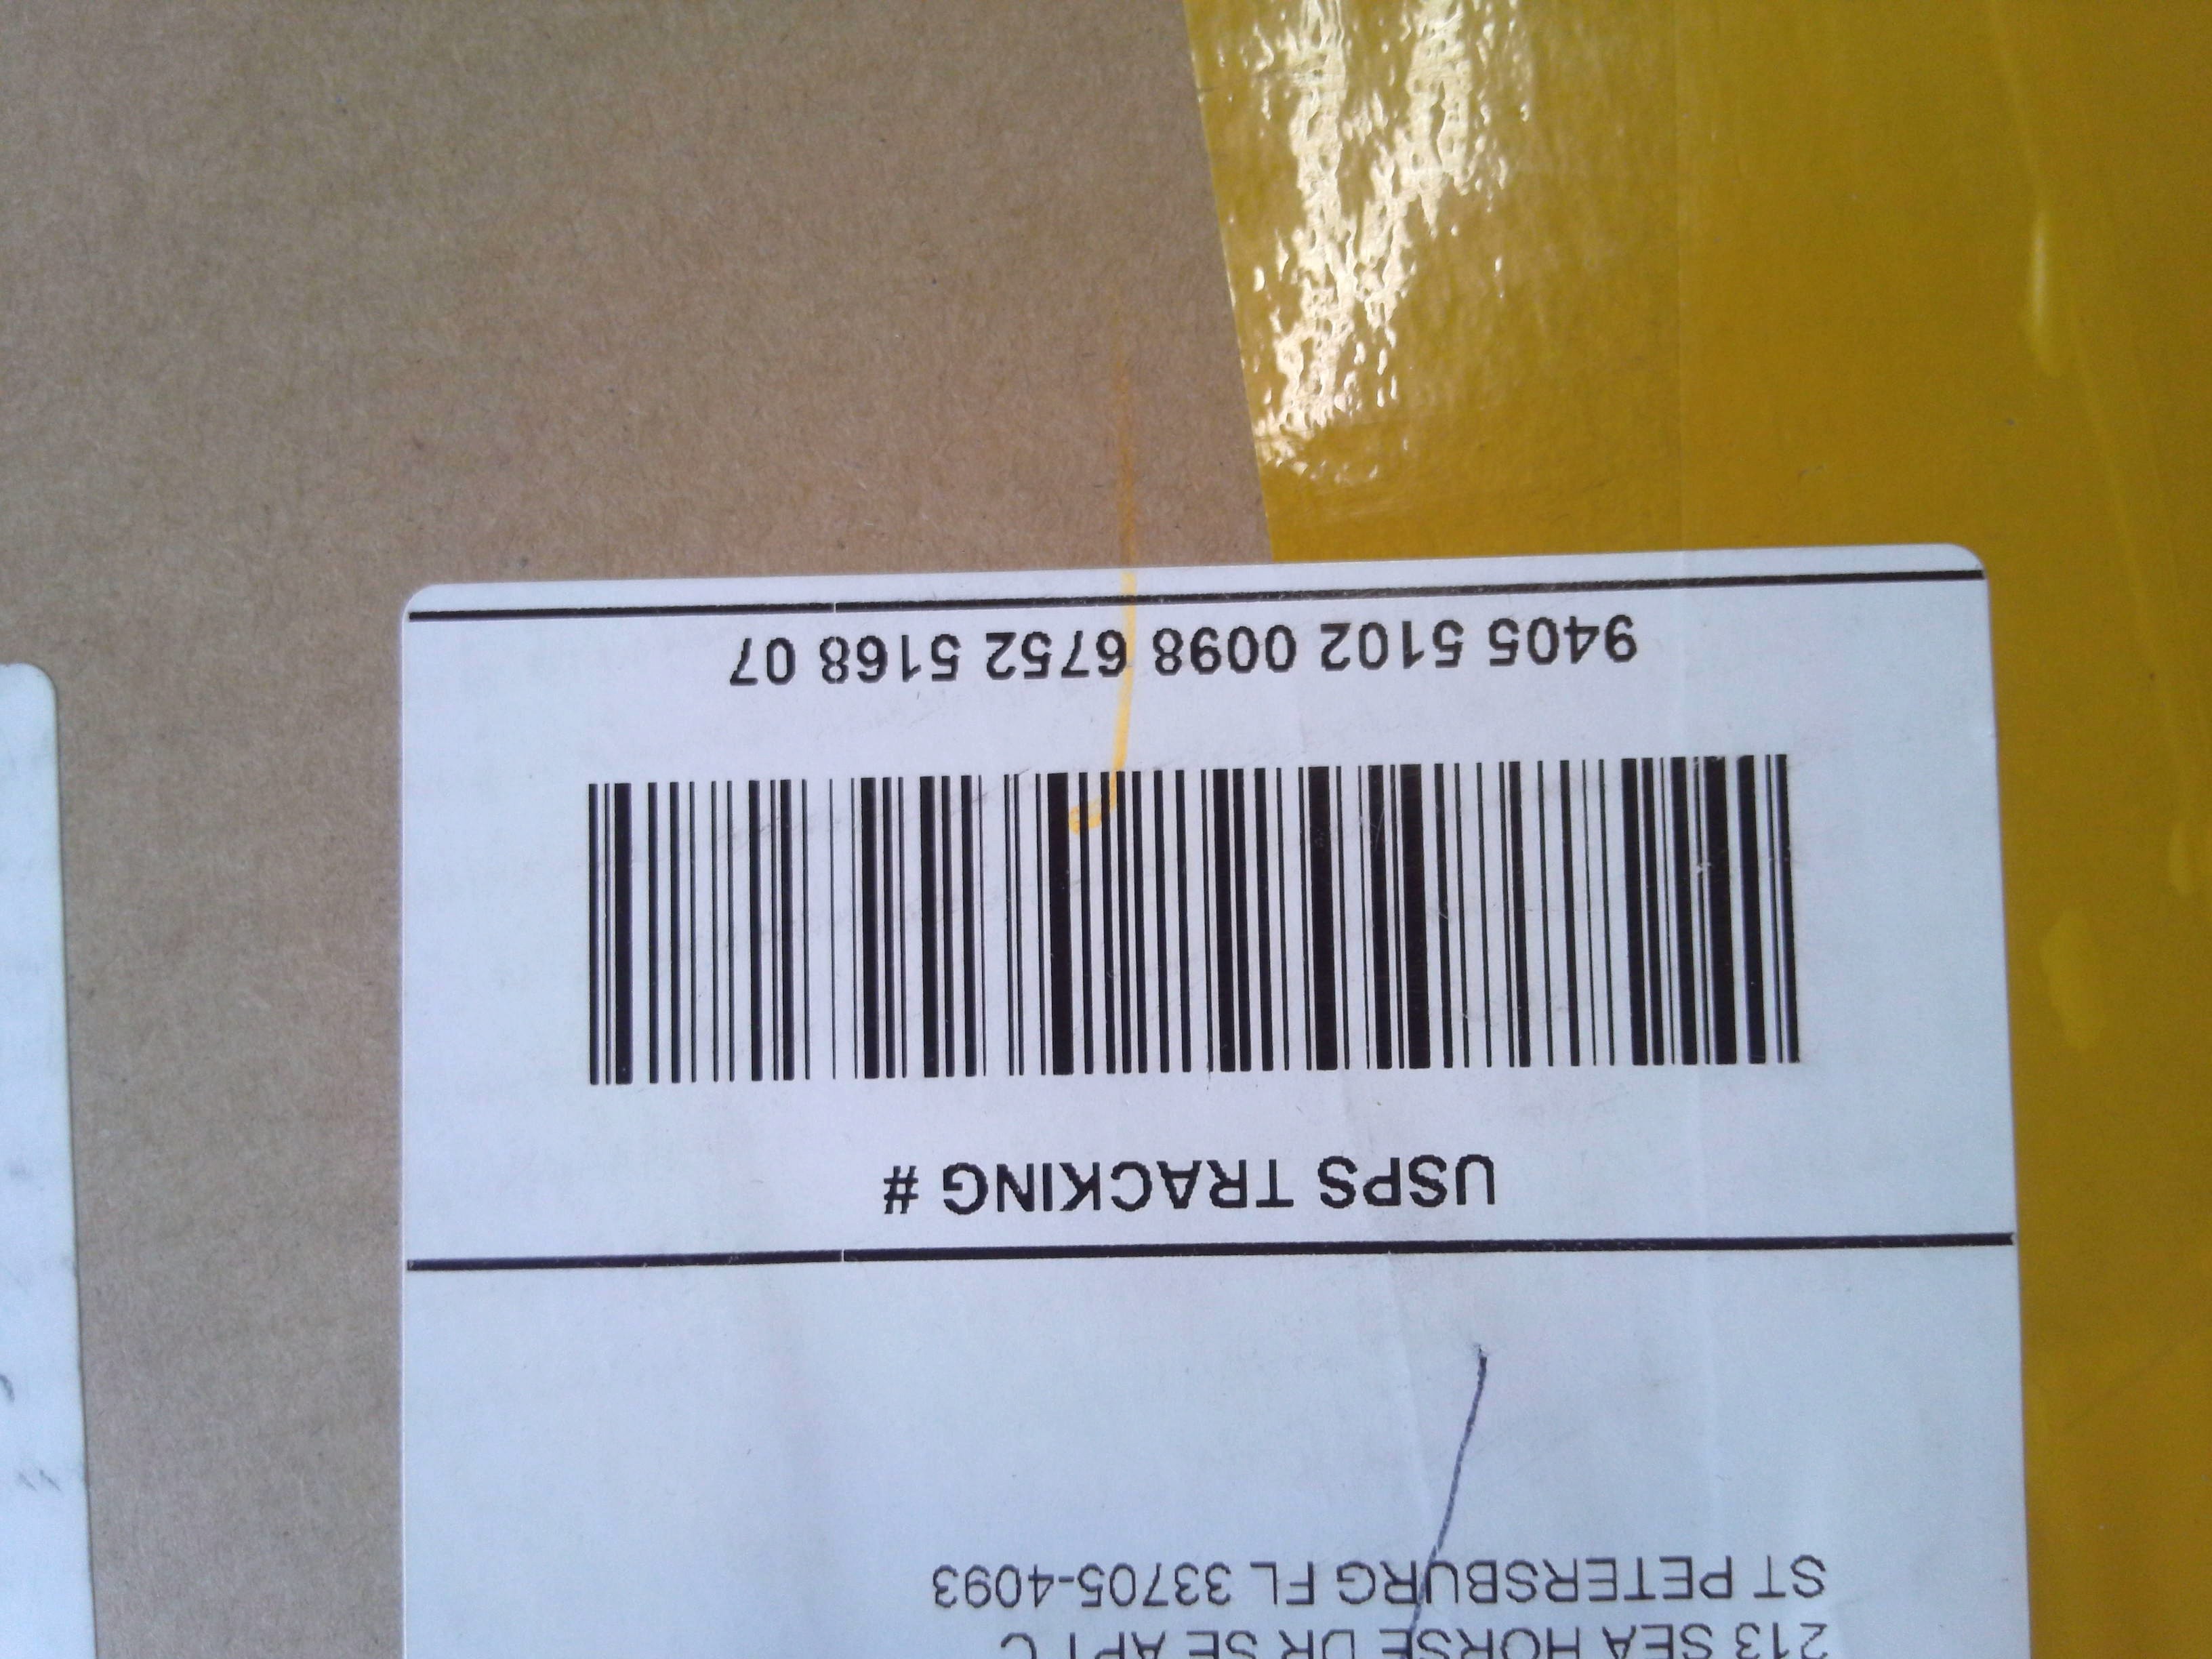 213 SEA HORSE DR SE APT C
ST PETERSBURG FL 33705-4093
USPS TRACKING #
9405 5102 0098 6752 5168 07